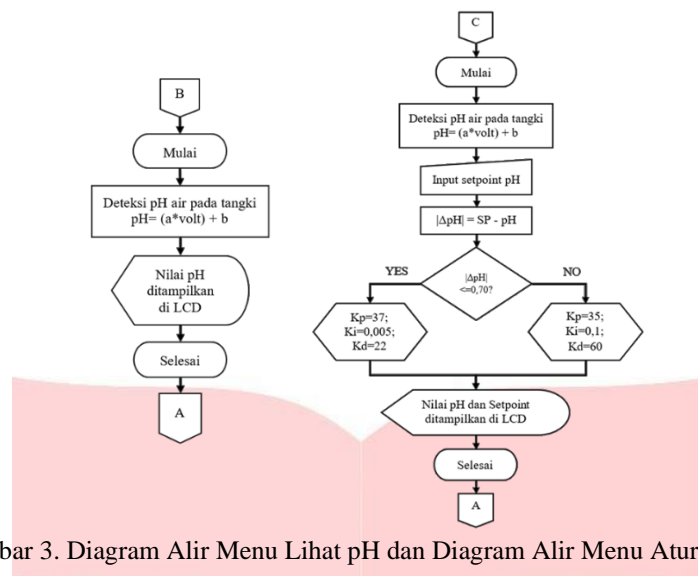 B
Mulai
Deteksi pH air pada tangki
pH= (a*volt) + b
Nilai pH
ditampilkan
di LCD
Selesai
A
C
Mulai
Deteksi pH air pada tangki
pH= (a*volt) + b
Input setpoint pH
|ΔpH| = SP - pH
|ΔpH|
<=0,70?
YES
NO
Kp=37;
Ki=0,005;
Kd=22
Kp=35;
Ki=0,1;
Kd=60
Nilai pH dan Setpoint
ditampilkan di LCD
Selesai
A
bar 3. Diagram Alir Menu Lihat pH dan Diagram Alir Menu Atur